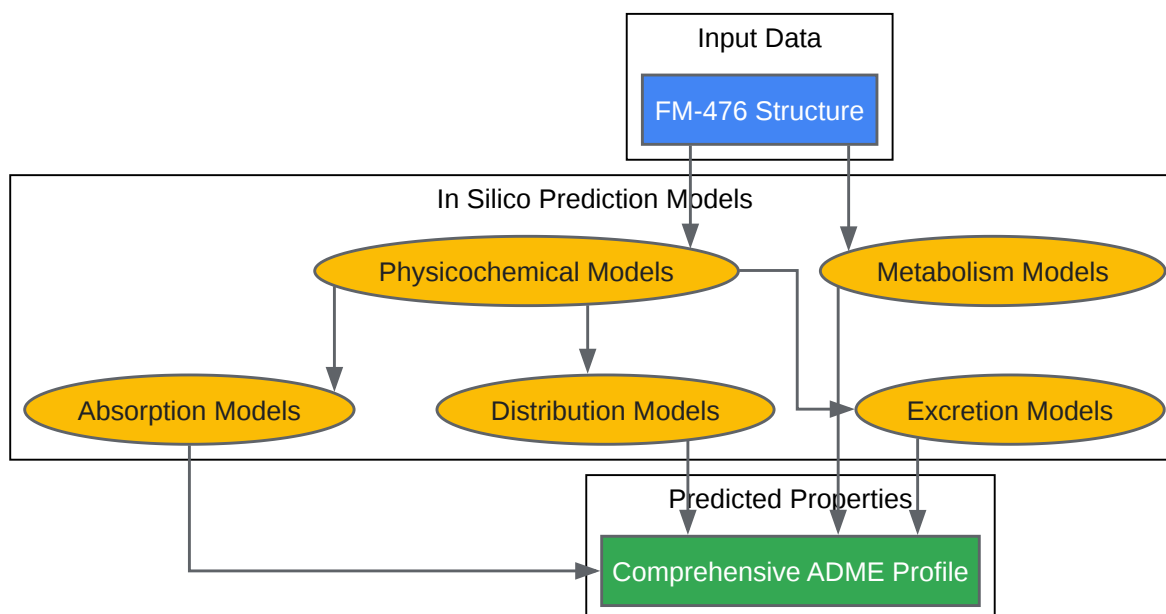 Input Data
FM-476 Structure
In Silico Prediction Models
Physicochemical Models
Metabolism Models
Absorption Models
Distribution Models
Excretion Models
Predicted Properties
Comprehensive ADME Profile